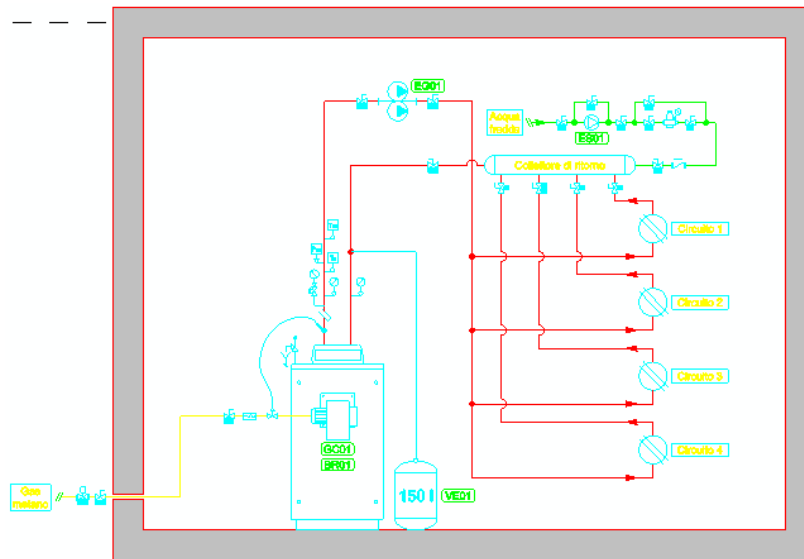 EG01
Acqua
fredda
ES01
Collettore di ritorno
Circuito 1
Circuito 2
Circuito 3
Circuito 4
GC01
BR01
Gas
metano
150 l
VE01